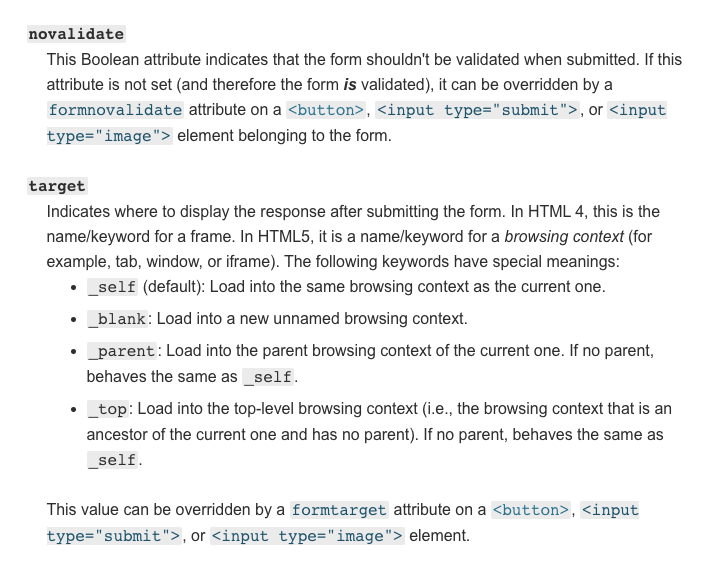 novalidate
This Boolean attribute indicates that the form shouldn't be validated when submitted. If this
attribute is not set (and therefore the form is validated), it can be overridden by a
formnovalidate attribute on a <button>, <input type="submit">, or <input
type="image"> element belonging to the form.
target
Indicates where to display the response after submitting the form. In HTML 4, this is the
name/keyword for a frame. In HTML5, it is a name/keyword for a browsing context (for
example, tab, window, or iframe). The following keywords have special meanings:
• _self (default): Load into the same browsing context as the current one.
• _blank: Load into a new unnamed browsing context.
• _parent: Load into the parent browsing context of the current one. If no parent,
behaves the same as _self.
• _top: Load into the top-level browsing context (i.e., the browsing context that is an
ancestor of the current one and has no parent). If no parent, behaves the same as
_self.
This value can be overridden by a formtarget attribute on a <button>, <input
type="submit">, or <input type="image"> element.